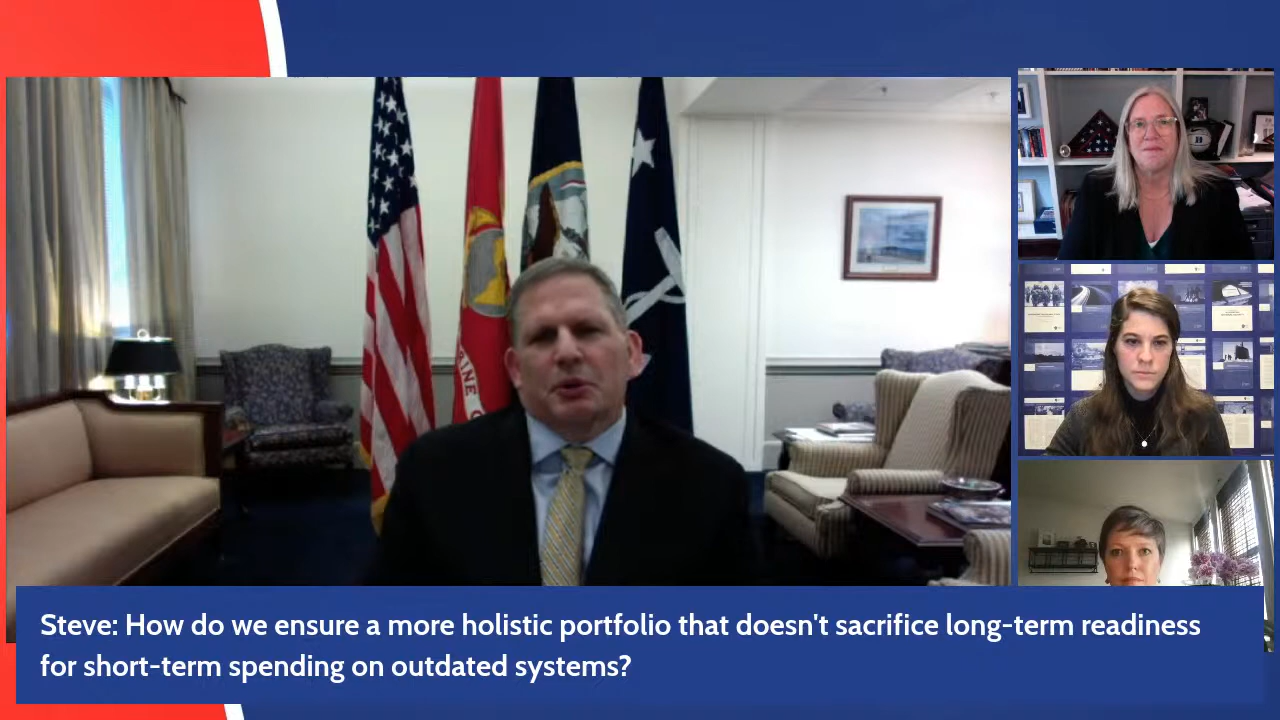 Steve: How do we ensure a more holistic portfolio that doesn't sacrifice long-term readiness
for short-term spending on outdated systems?